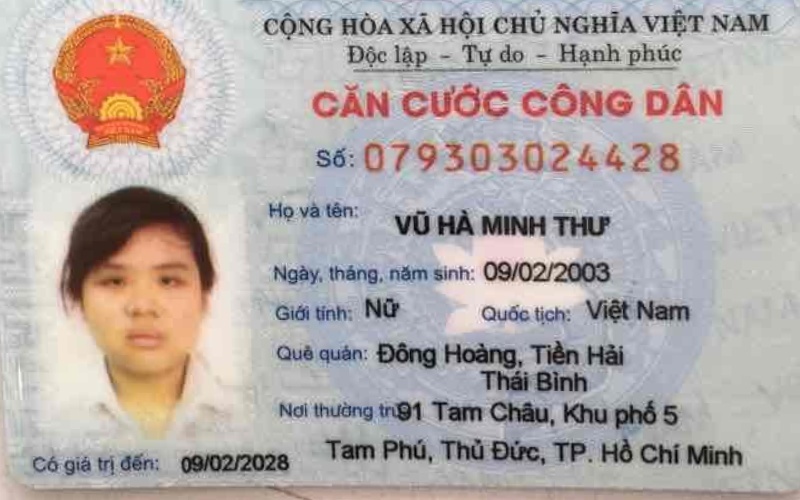 CỘNG HÒA XÃ HỘI CHỦ NGHĨA VIỆT NAM
Độc lập - Tự do - Hạnh phúc
CĂN CƯỚC CÔNG DÂN
Số: 079303024428
Họ và tên: VŨ HÀ MINH THƯ
Ngày, tháng, năm sinh: 09/02/2003
Giới tính: Nữ Quốc tịch: Việt Nam
Quê quán: Đông Hoàng, Tiền Hải
Thái Bình
Nơi thường trú 91 Tam Châu, Khu phố 5
Tam Phú, Thủ Đức, TP. Hồ Chí Minh
Có giá trị đến: 09/02/2028